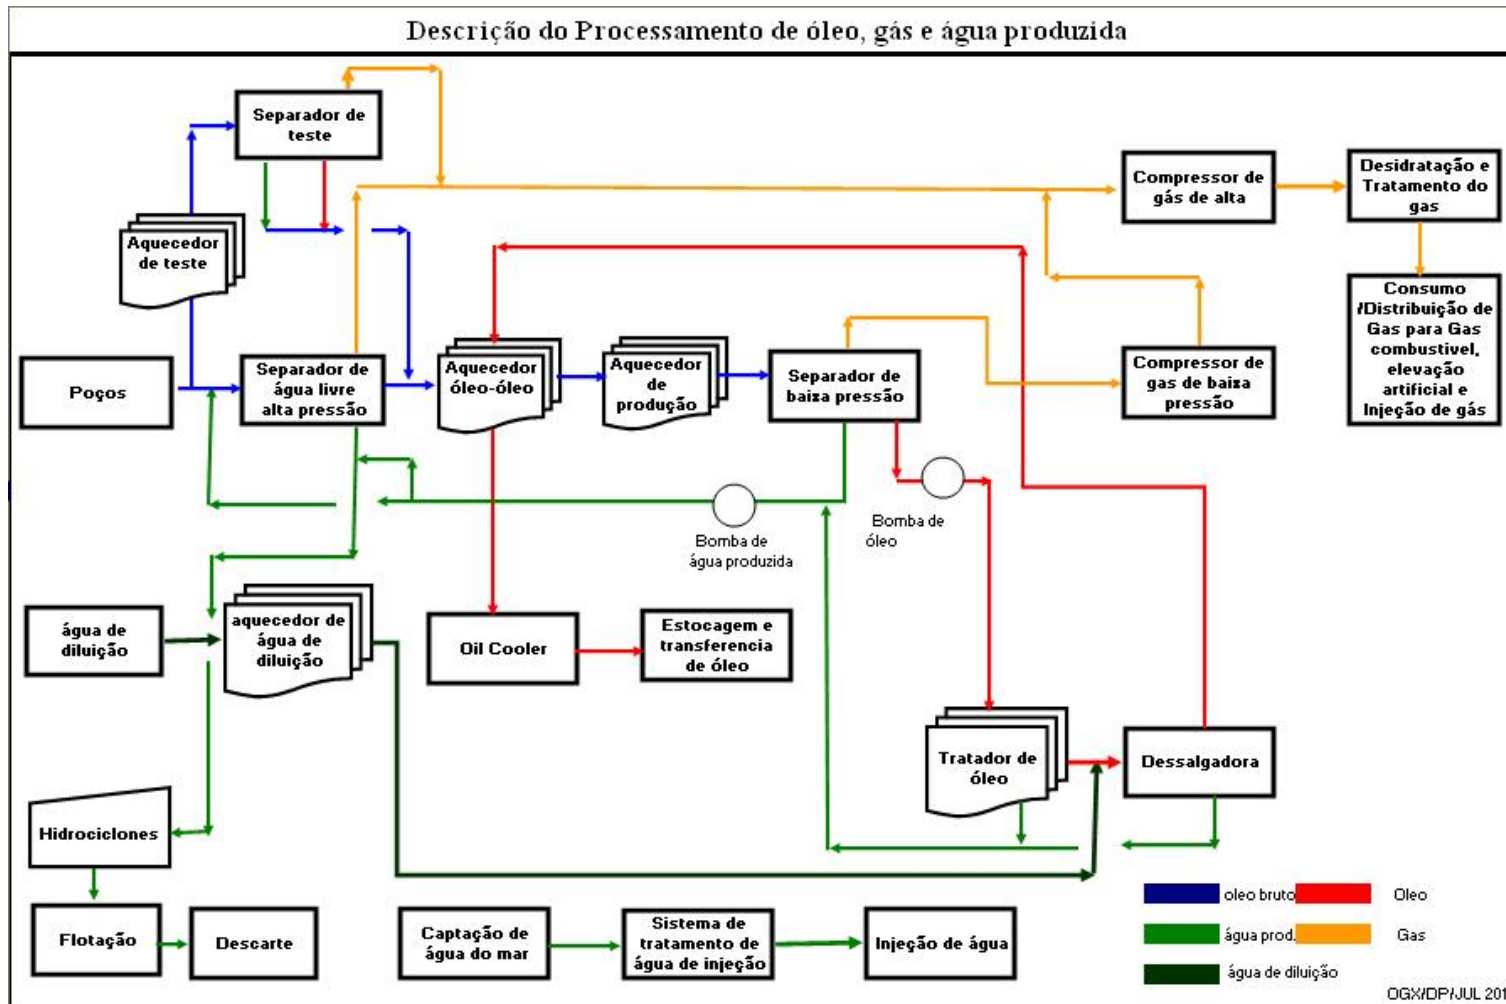 Descrição do Processamento de óleo, gás e água produzida
Separador de
teste
Aquecedor
de teste
Compressor de
gás de alta
Desidratação e
Tratamento do
gas
Poços
Separador de
água livre
alta pressão
Aquecedor
óleo-óleo
Aquecedor
de
produção
Separador de
baixa pressão
Compressor de
gas de baixa
pressão
Consumo
/Distribuição de
Gas para Gas
combustivel,
elevação
artificial e
Injeção de gás
Bomba de
água produzida
Bomba de
óleo
água de
diluição
aquecedor de
água de
diluição
Oil Cooler
Estocagem e
transferencia
de óleo
Tratador de
óleo
Dessalgadora
Hidrociclones
Flotação
Descarte
Captação de
água do mar
Sistema de
tratamento de
água de injeção
Injeção de água
oleo bruto
Oleo
água prod.
Gas
água de diluição
OGX/DP/JUL 201